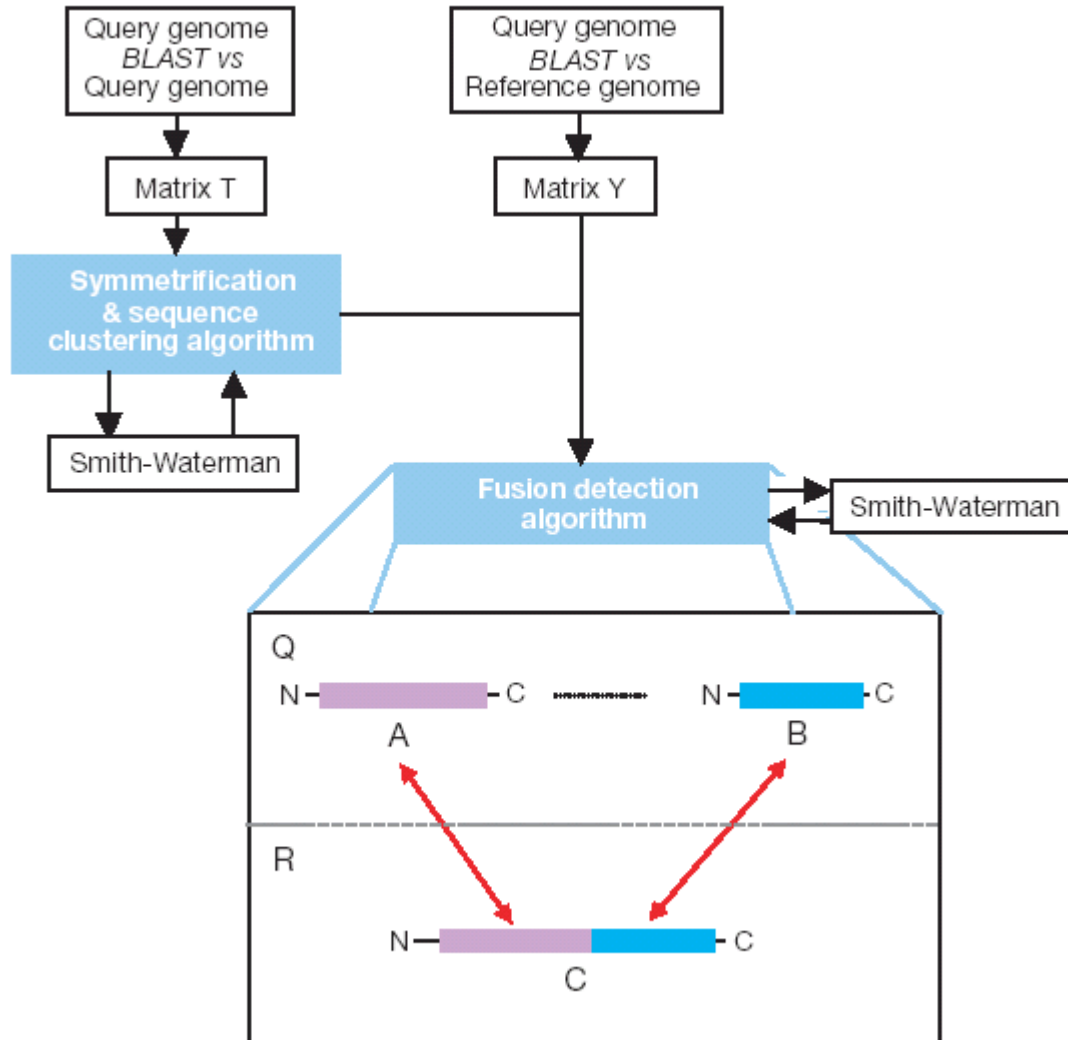 Query genome
BLAST vs
Query genome
Query genome
BLAST vs
Reference genome
Matrix T
Matrix Y
Symmetrification
& sequence
clustering algorithm
Smith-Waterman
Fusion detection
algorithm
Smith-Waterman
Q
N C N C
A B
R
N C
C